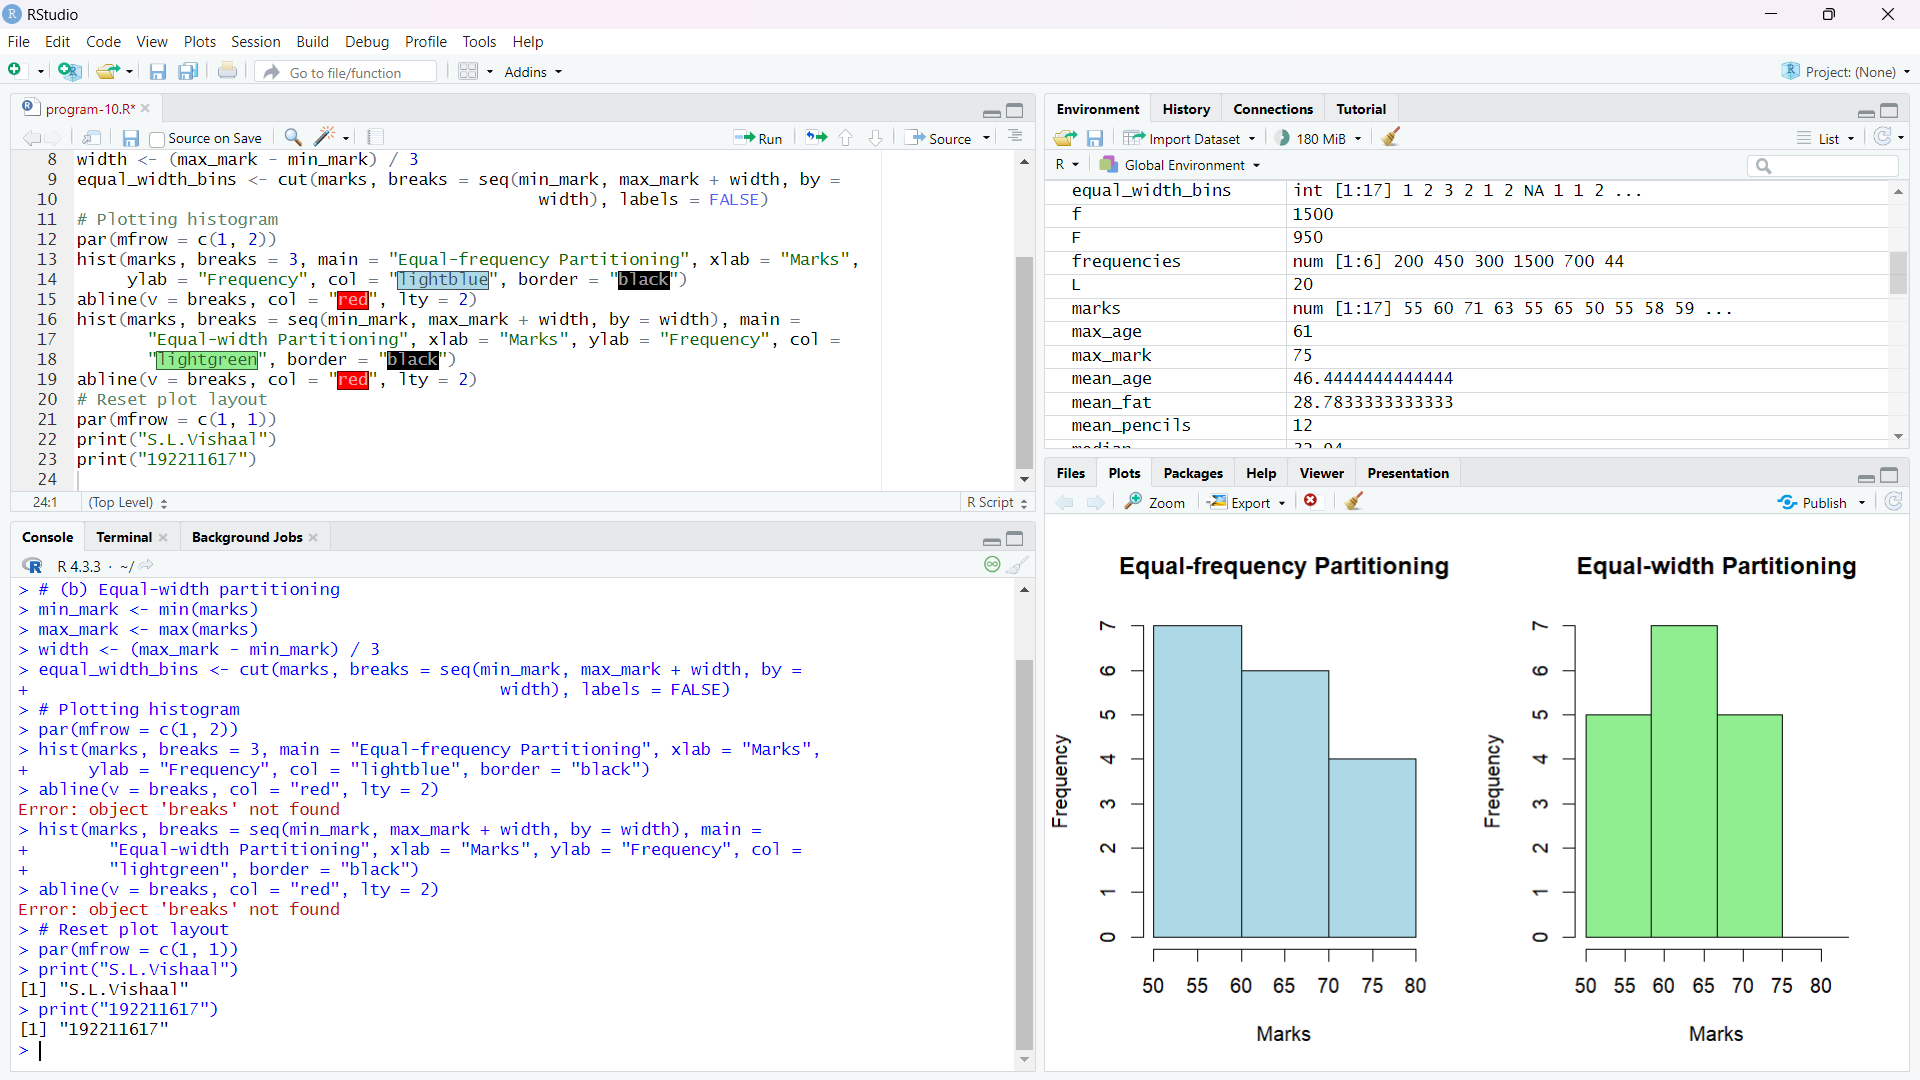 RStudio
File Edit Code View Plots Session Build Debug Profile Tools Help
Go to file/function Addins Project: (None)
program-10.R*
Source on Save Run Source
8 width <- (max_mark - min_mark) / 3
9 equal_width_bins <- cut(marks, breaks = seq(min_mark, max_mark + width, by =
10 width), labels = FALSE)
11 # Plotting histogram
12 par(mfrow = c(1, 2))
13 hist(marks, breaks = 3, main = "Equal-frequency Partitioning", xlab = "Marks",
14 ylab = "Frequency", col = "lightblue", border = "black")
15 abline(v = breaks, col = "red", lty = 2)
16 hist(marks, breaks = seq(min_mark, max_mark + width, by = width), main =
17 "Equal-width Partitioning", xlab = "Marks", ylab = "Frequency", col =
18 "lightgreen", border = "black")
19 abline(v = breaks, col = "red", lty = 2)
20 # Reset plot layout
21 par(mfrow = c(1, 1))
22 print("S.L.Vishaal")
23 print("192211617")
24
24:1 (Top Level) R Script
Console Terminal Background Jobs
R 4.3.3 · ~/
> # (b) Equal-width partitioning
> min_mark <- min(marks)
> max_mark <- max(marks)
> width <- (max_mark - min_mark) / 3
> equal_width_bins <- cut(marks, breaks = seq(min_mark, max_mark + width, by =
+ width), labels = FALSE)
> # Plotting histogram
> par(mfrow = c(1, 2))
> hist(marks, breaks = 3, main = "Equal-frequency Partitioning", xlab = "Marks",
+ ylab = "Frequency", col = "lightblue", border = "black")
> abline(v = breaks, col = "red", lty = 2)
Error: object 'breaks' not found
> hist(marks, breaks = seq(min_mark, max_mark + width, by = width), main =
+ "Equal-width Partitioning", xlab = "Marks", ylab = "Frequency", col =
+ "lightgreen", border = "black")
> abline(v = breaks, col = "red", lty = 2)
Error: object 'breaks' not found
> # Reset plot layout
> par(mfrow = c(1, 1))
> print("S.L.Vishaal")
[1] "S.L.Vishaal"
> print("192211617")
[1] "192211617"
>
Environment History Connections Tutorial
Import Dataset 180 MiB List
R Global Environment
equal_width_bins int [1:17] 1 2 3 2 1 2 NA 1 1 2 ...
f 1500
F 950
frequencies num [1:6] 200 450 300 1500 700 44
L 20
marks num [1:17] 55 60 71 63 55 65 50 55 58 59 ...
max_age 61
max_mark 75
mean_age 46.4444444444444
mean_fat 28.7833333333333
mean_pencils 12
median 32.94
Files Plots Packages Help Viewer Presentation
Zoom Export Publish
Equal-frequency Partitioning
Frequency
7
6
5
4
3
2
1
0
50 55 60 65 70 75 80
Marks
Equal-width Partitioning
Frequency
7
6
5
4
3
2
1
0
50 55 60 65 70 75 80
Marks